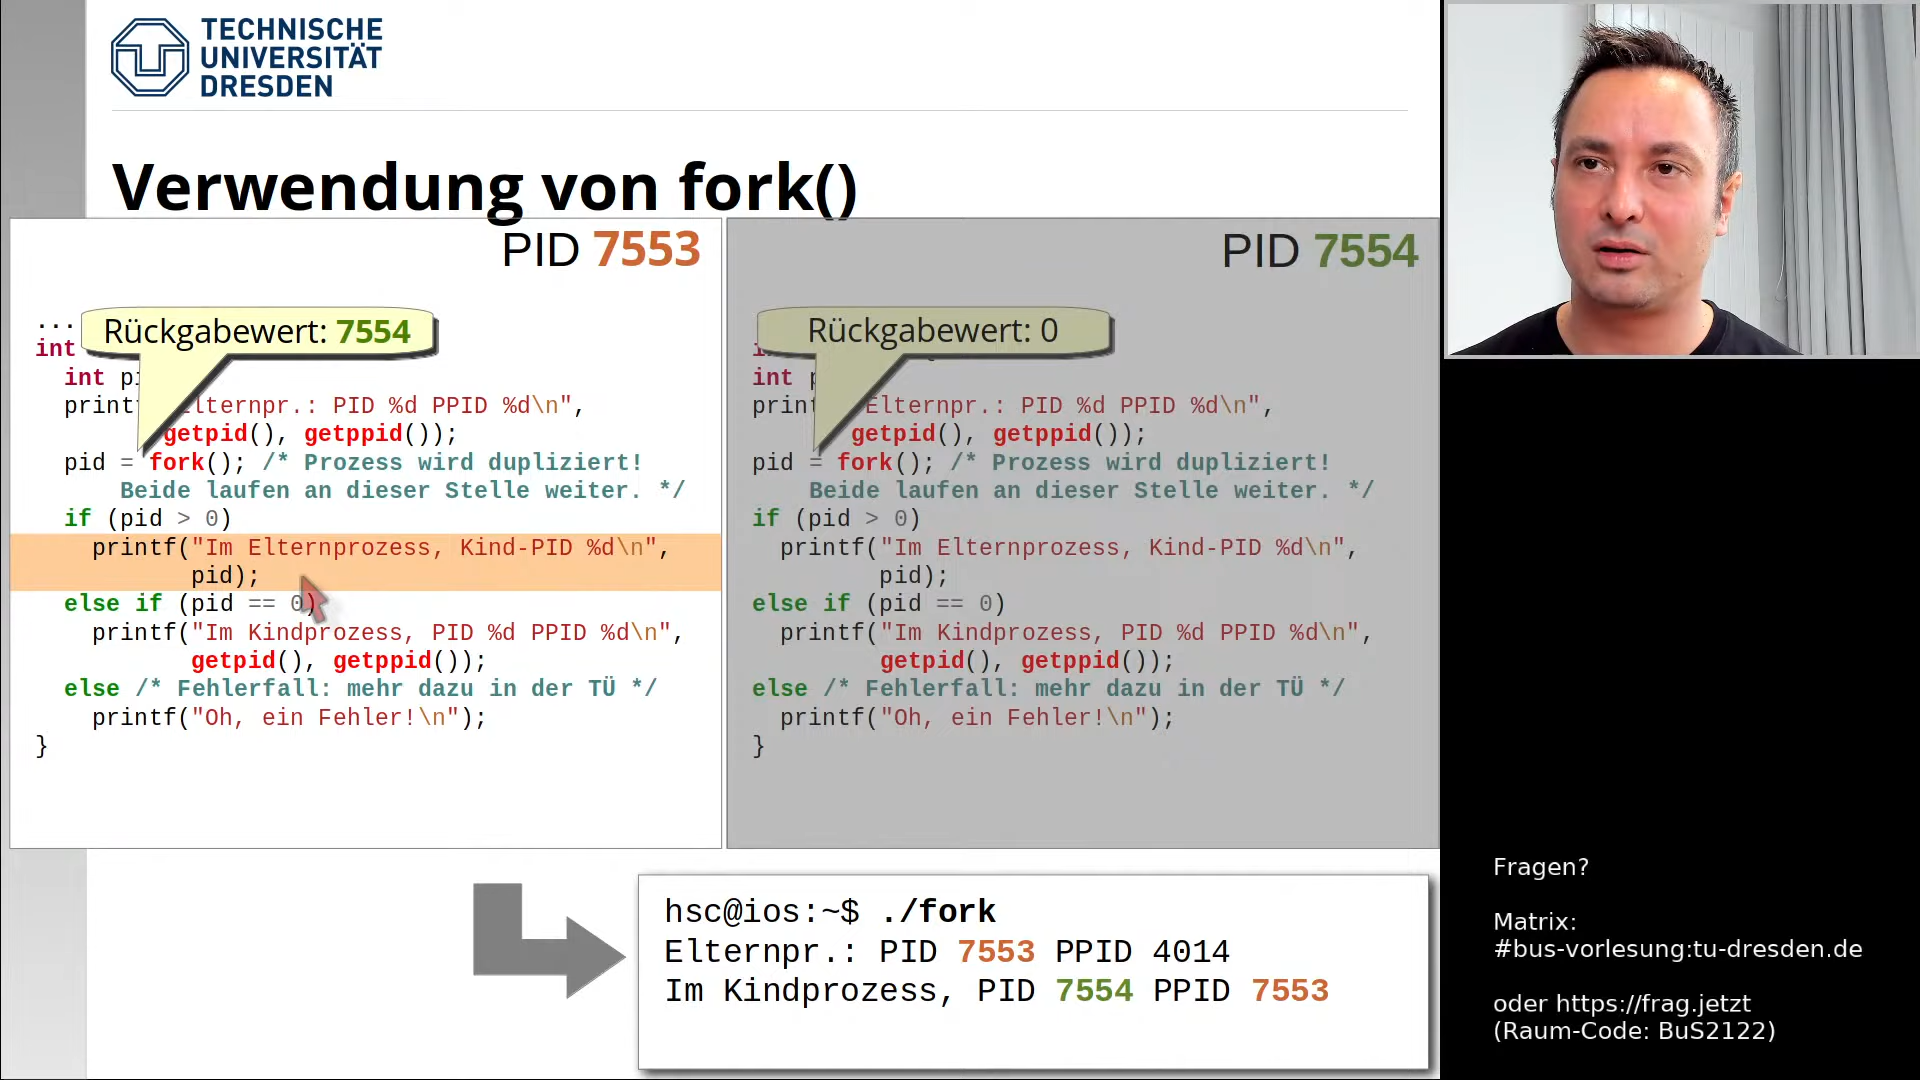 TECHNISCHE
UNIVERSITÄT
DRESDEN
Verwendung von fork()
PID 7553
Rückgabewert: 7554
...
int
int pi
print lternpr.: PID %d PPID %d\n",
getpid(), getppid());
pid = fork(); /* Prozess wird dupliziert!
Beide laufen an dieser Stelle weiter. */
if (pid > 0)
printf("Im Elternprozess, Kind-PID %d\n",
pid);
else if (pid == 0)
printf("Im Kindprozess, PID %d PPID %d\n",
getpid(), getppid());
else /* Fehlerfall: mehr dazu in der TÜ */
printf("Oh, ein Fehler!\n");
}
PID 7554
Rückgabewert: 0
int p
print Elternpr.: PID %d PPID %d\n",
getpid(), getppid());
pid = fork(); /* Prozess wird dupliziert!
Beide laufen an dieser Stelle weiter. */
if (pid > 0)
printf("Im Elternprozess, Kind-PID %d\n",
pid);
else if (pid == 0)
printf("Im Kindprozess, PID %d PPID %d\n",
getpid(), getppid());
else /* Fehlerfall: mehr dazu in der TÜ */
printf("Oh, ein Fehler!\n");
}
hsc@ios:~$ ./fork
Elternpr.: PID 7553 PPID 4014
Im Kindprozess, PID 7554 PPID 7553
Fragen?
Matrix:
#bus-vorlesung:tu-dresden.de
oder https://frag.jetzt
(Raum-Code: BuS2122)